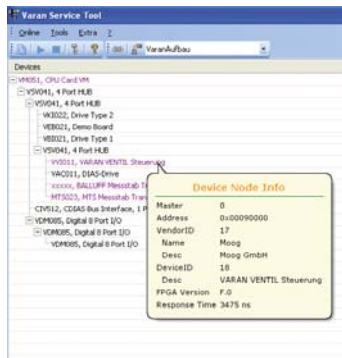 Varan Service Tool
Online Tools Extra ?
VaranAufbau
Devices
VM051, CPU Card VM
VSV041, 4 Port HUB
VSV041, 4 Port HUB
VKI022, Drive Type 2
VEB021, Demo Board
VBI021, Drive Type 1
VSV041, 4 Port HUB
VVI011, VARAN VENTIL Steuerung
VAC011, DIAS-Drive
xxxxx, BALLUFF Messstab Tr
MTS023, MTS Messstab Tran
CIV512, CDIAS Bus Interface, 1 P
VDM085, Digital 8 Port I/O
VDM085, Digital 8 Port I/O
VDM085, Digital 8 Port I/O
Device Node Info
Master 0
Address 0x00090000
VendorID 17
Name Moog
Desc Moog GmbH
DeviceID 18
Desc VARAN VENTIL Steuerung
FPGA Version F.0
Response Time 3475 ns